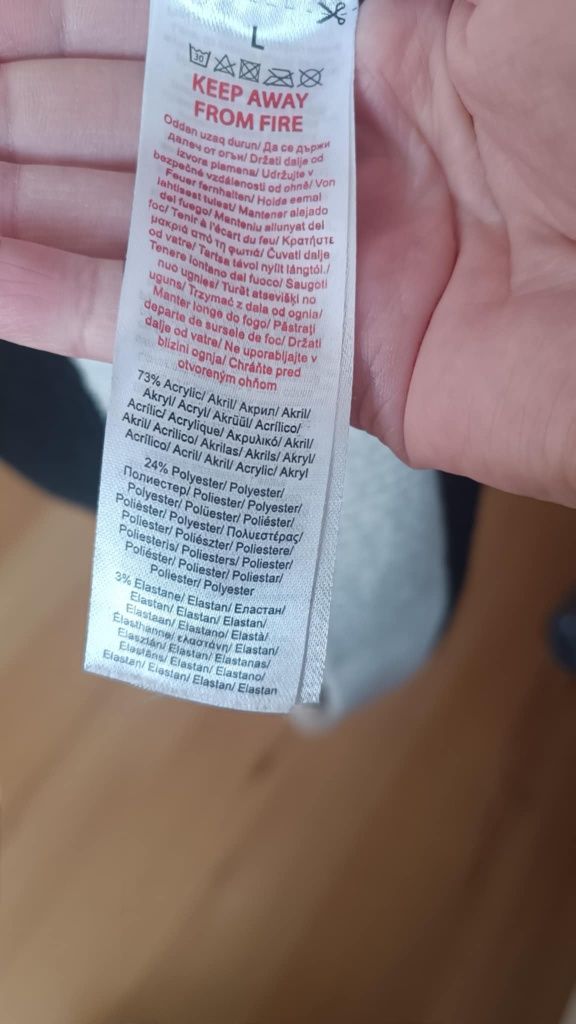 L
30
KEEP AWAY
FROM FIRE
Oddan uzaq durun/ Да се държи
далеч от огън/ Držati dalje od
izvora plamena/ Udržujte v
bezpečné vzdálenosti od ohně/ Von
Feuer fernhalten/ Hoida eemal
lahtisest tulest/ Mantener alejado
del fuego/ Manteniu allunyat del
foc/ Tenir à l'écart du feu/ Κρατήστε
μακριά από τη φωτιά/ Čuvati dalje
od vatre/ Tartsa távol nyílt lángtól./
Tenere lontano dal fuoco/ Saugoti
nuo ugnies/ Turēt atsevišķi no
uguns/ Trzymać z dala od ognia/
Manter longe do fogo/ Păstrați
departe de sursele de foc/ Držati
dalje od vatre/ Ne uporabljajte v
bližini ognja/ Chráňte pred
otvoreným ohňom
73% Acrylic/ Akril/ Акрил/ Akril/
Akryl/ Acryl/ Akrüül/ Acrílico/
Acrílic/ Acrylique/ Ακρυλικό/ Akril/
Akril/ Acrilico/ Akrilas/ Akrils/ Akryl/
Acrílico/ Acril/ Akril/ Acrylic/ Akryl
24% Polyester/ Polyester/
Полиестер/ Poliester/ Polyester/
Polyester/ Polüester/ Poliéster/
Polièster/ Polyester/ Πολυεστέρας/
Poliester/ Poliészter/ Poliestere/
Poliesteris/ Poliesters/ Poliester/
Poliéster/ Poliester/ Poliestar/
Poliester/ Polyester
3% Elastane/ Elastan/ Еластан/
Elastan/ Elastan/ Elastan/
Elastaan/ Elastano/ Elastà/
Élasthanne/ ελαστάνη/ Elastan/
Elasztán/ Elastan/ Elastanas/
Elastāns/ Elastan/ Elastano/
Elastan/ Elastan/ Elastan/ Elastan